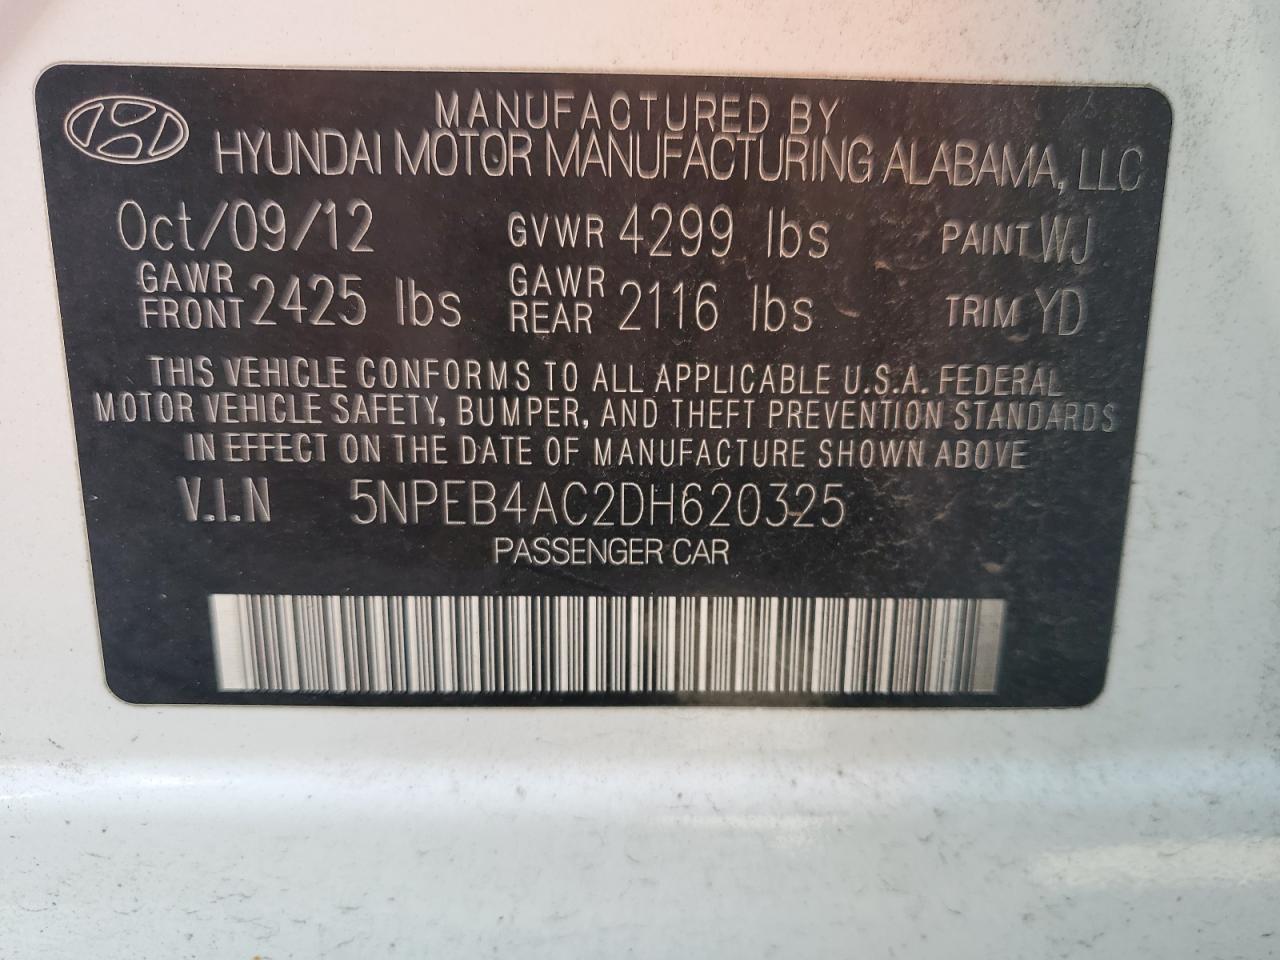 MANUFACTURED BY
HYUNDAI MOTOR MANUFACTURING ALABAMA, LLC
Oct/09/12 GVWR 4299 lbs PAINT WJ
GAWR FRONT 2425 lbs GAWR REAR 2116 lbs TRIM YD
THIS VEHICLE CONFORMS TO ALL APPLICABLE U.S.A. FEDERAL
MOTOR VEHICLE SAFETY, BUMPER, AND THEFT PREVENTION STANDARDS
IN EFFECT ON THE DATE OF MANUFACTURE SHOWN ABOVE
V.I.N 5NPEB4AC2DH620325
PASSENGER CAR